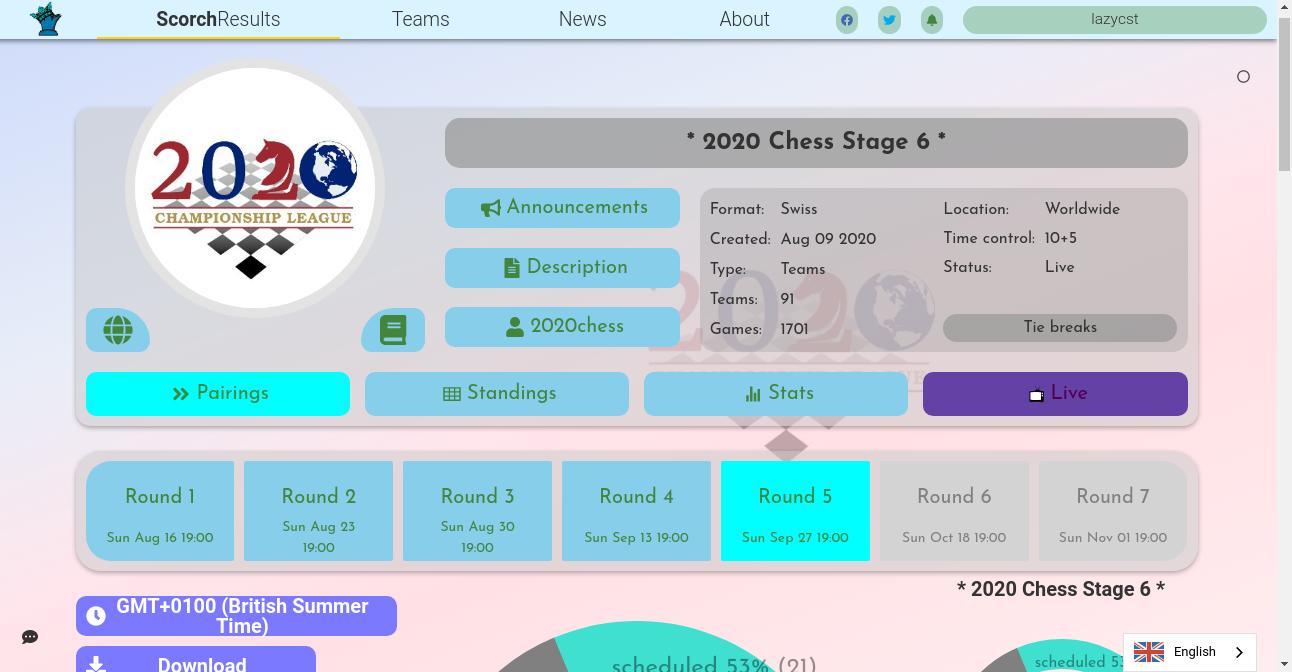 ScorchResults
Teams
News
About
lazycst
2020
CHAMPIONSHIP LEAGUE
* 2020 Chess Stage 6 *
Announcements
Description
2020chess
Format: Swiss
Created: Aug 09 2020
Type: Teams
Teams: 91
Games: 1701
Location: Worldwide
Time control: 10+5
Status: Live
Tie breaks
Pairings
Standings
Stats
Live
Round 1
Sun Aug 16 19:00
Round 2
Sun Aug 23
19:00
Round 3
Sun Aug 30
19:00
Round 4
Sun Sep 13 19:00
Round 5
Sun Sep 27 19:00
Round 6
Sun Oct 18 19:00
Round 7
Sun Nov 01 19:00
* 2020 Chess Stage 6 *
GMT+0100 (British Summer
Time)
Download
scheduled 53% (21)
scheduled 53
English